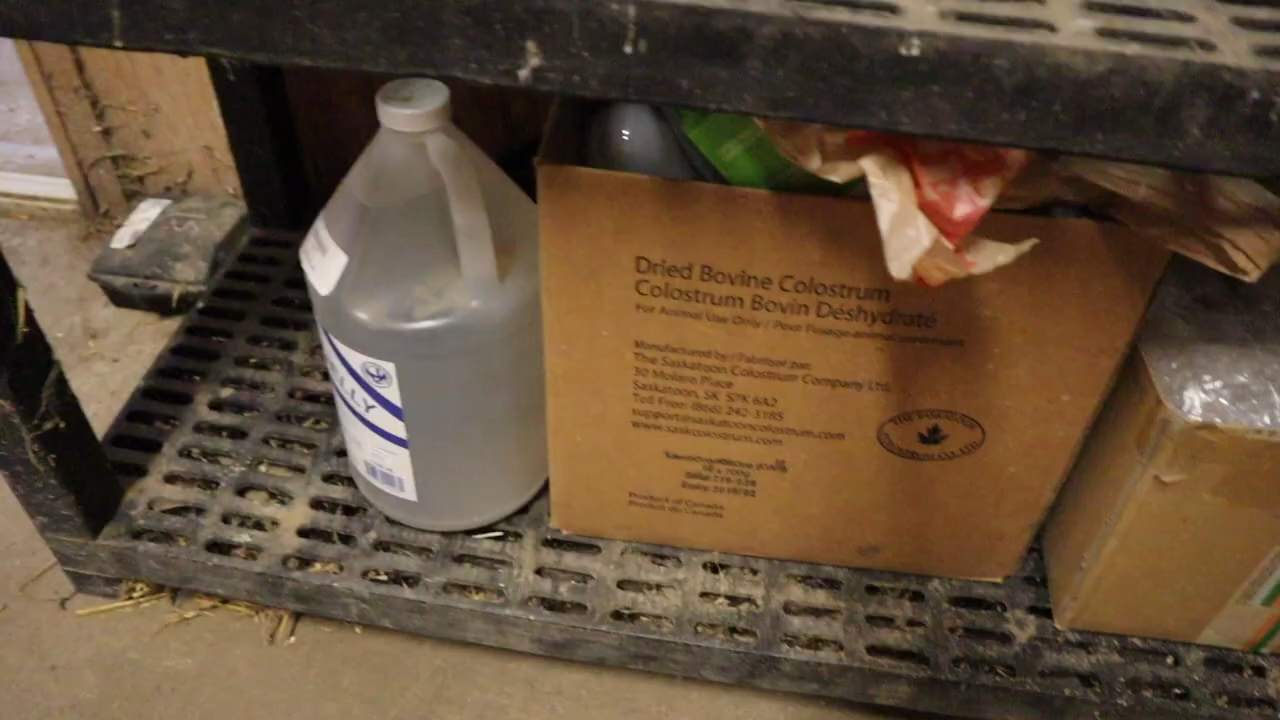 LLY
Dried Bovine Colostrum
Colostrum Bovin Déshydraté
For Animal Use Only / Pour l'usage animal seulement
Manufactured by / Fabriqué par:
The Saskatoon Colostrum Company Ltd.
30 Molaro Place
Saskatoon, SK S7K 6A2
Toll Free: (866) 242-3185
support@saskatooncolostrum.com
www.saskcolostrum.com
Product of Canada
Produit du Canada